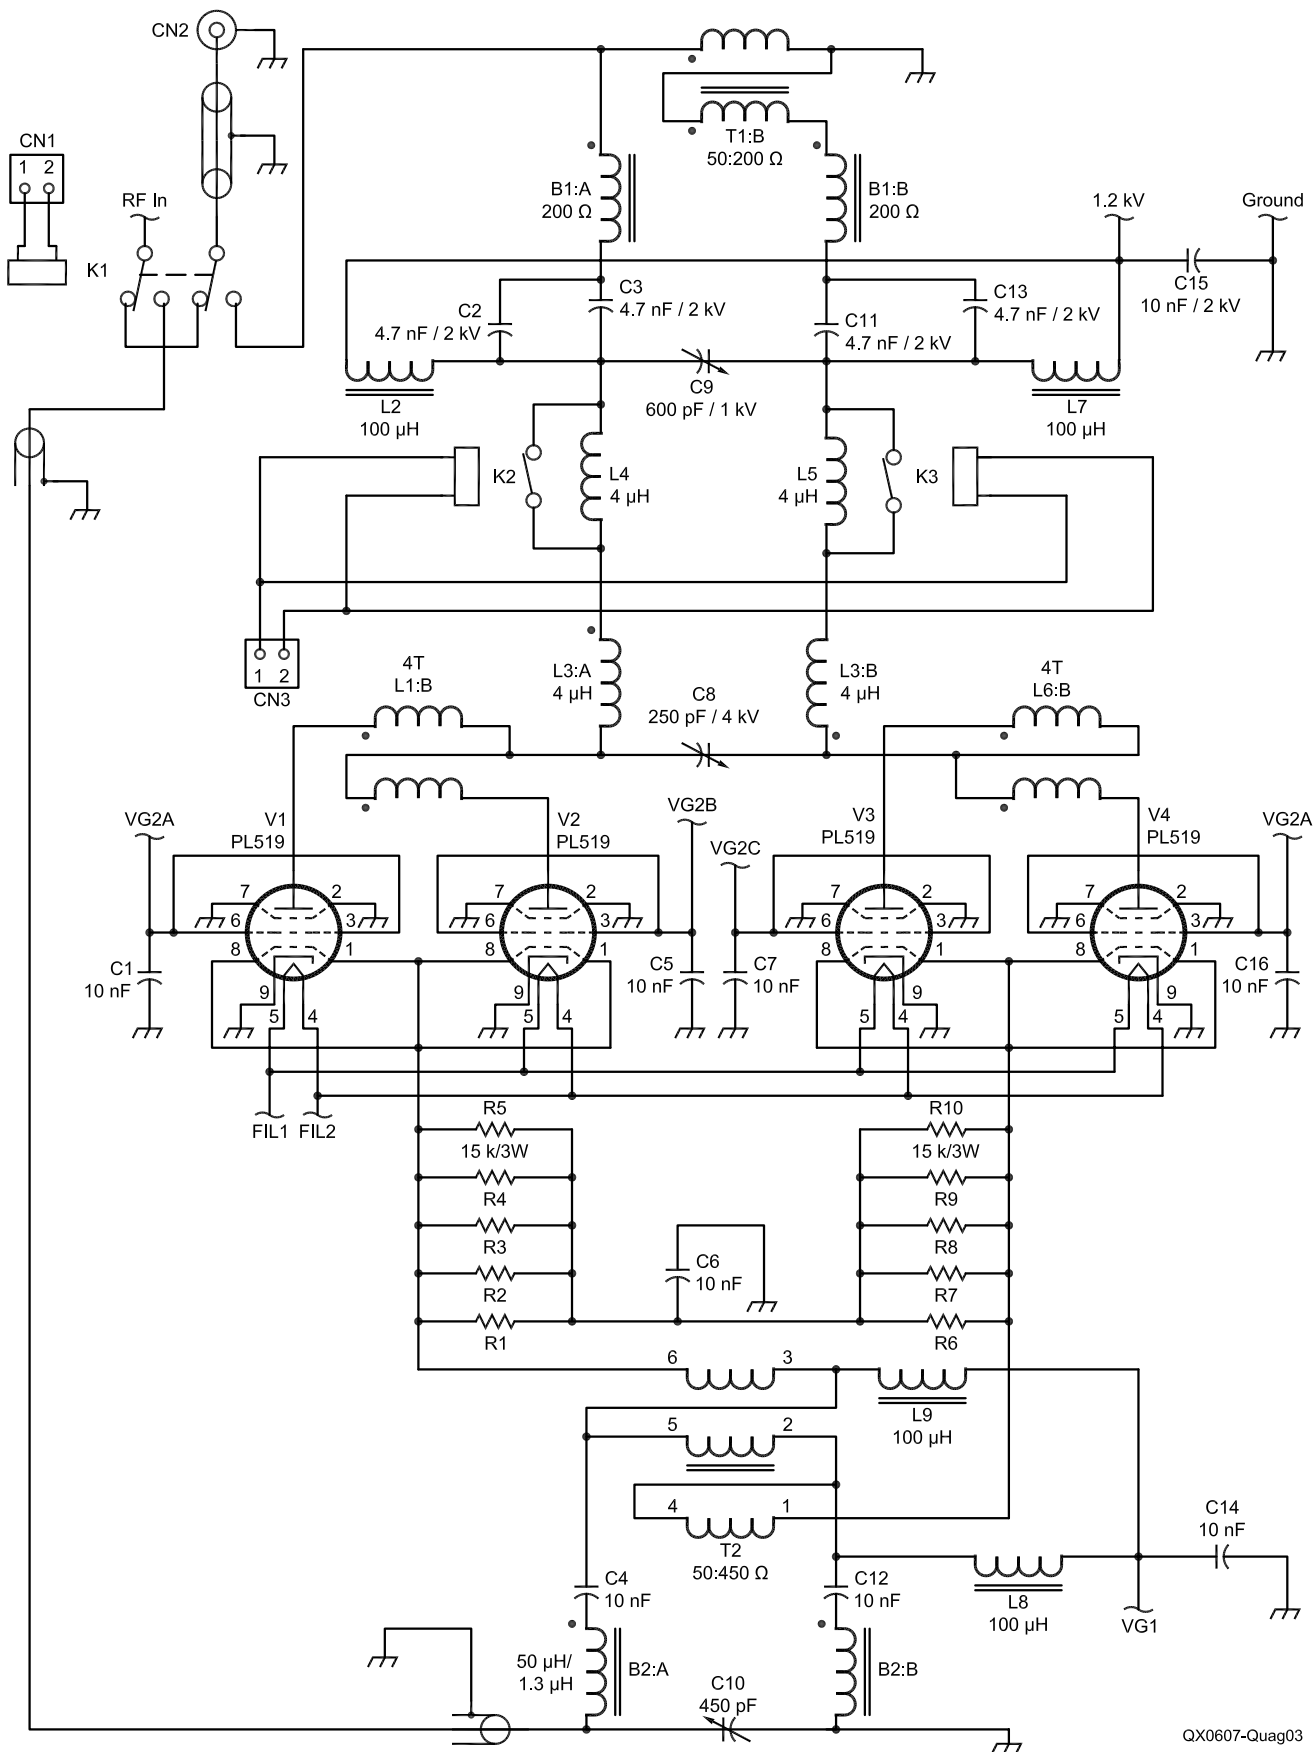 CN2
CN1
1 2
RF In
K1
T1:B
50:200 Ω
B1:A
200 Ω
B1:B
200 Ω
1.2 kV
Ground
C15
10 nF / 2 kV
C2
4.7 nF / 2 kV
C3
4.7 nF / 2 kV
C13
4.7 nF / 2 kV
C11
4.7 nF / 2 kV
C9
600 pF / 1 kV
L2
100 µH
L7
100 µH
K2
L4
4 µH
L5
4 µH
K3
1 2
CN3
L3:A
4 µH
L3:B
4 µH
C8
250 pF / 4 kV
4T
L1:B
4T
L6:B
VG2A
V1
PL519
V2
PL519
VG2B
VG2C
V3
PL519
V4
PL519
VG2A
7 2
6 3
8 1
9
5 4
7 2
6 3
8 1
9
5 4
7 2
6 3
8 1
9
5 4
7 2
6 3
8 1
9
5 4
C1
10 nF
C5
10 nF
C7
10 nF
C16
10 nF
FIL1 FIL2
R5
15 k/3W
R4
R3
R2
R1
R10
15 k/3W
R9
R8
R7
R6
C6
10 nF
6 3
5 2
4 1
T2
50:450 Ω
L9
100 µH
C14
10 nF
L8
100 µH
VG1
C4
10 nF
C12
10 nF
50 µH/
1.3 µH
B2:A
B2:B
C10
450 pF
QX0607-Quag03